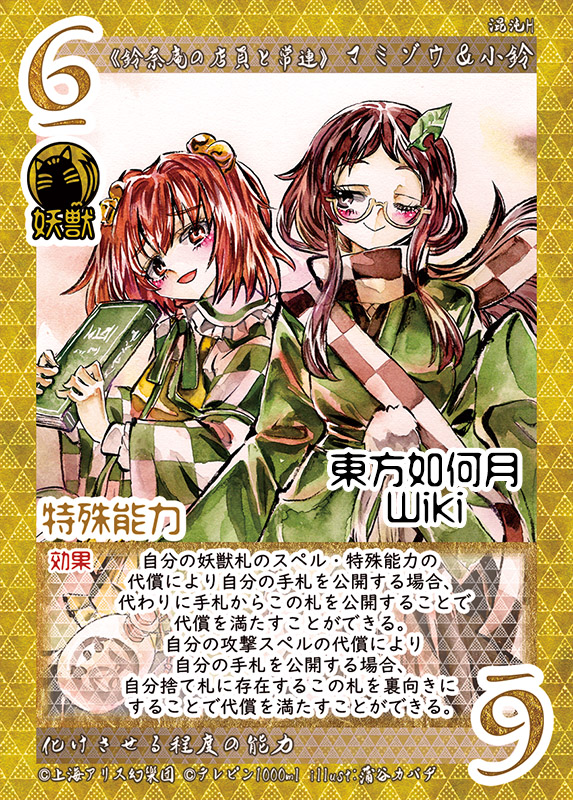 混沌H
6
《鈴奈庵の店員と常連》 マミゾウ&小鈴
妖獣
東方如何月
Wiki
特殊能力
効果
自分の妖獣札のスペル・特殊能力の
代償により自分の手札を公開する場合、
代わりに手札からこの札を公開することで
代償を満たすことができる。
自分の攻撃スペルの代償により
自分の手札を公開する場合、
自分捨て札に存在するこの札を裏向きに
することで代償を満たすことができる。
6
化けさせる程度の能力
©上海アリス幻樂団 ©テレピン1000ml illust:蒲谷カバヂ